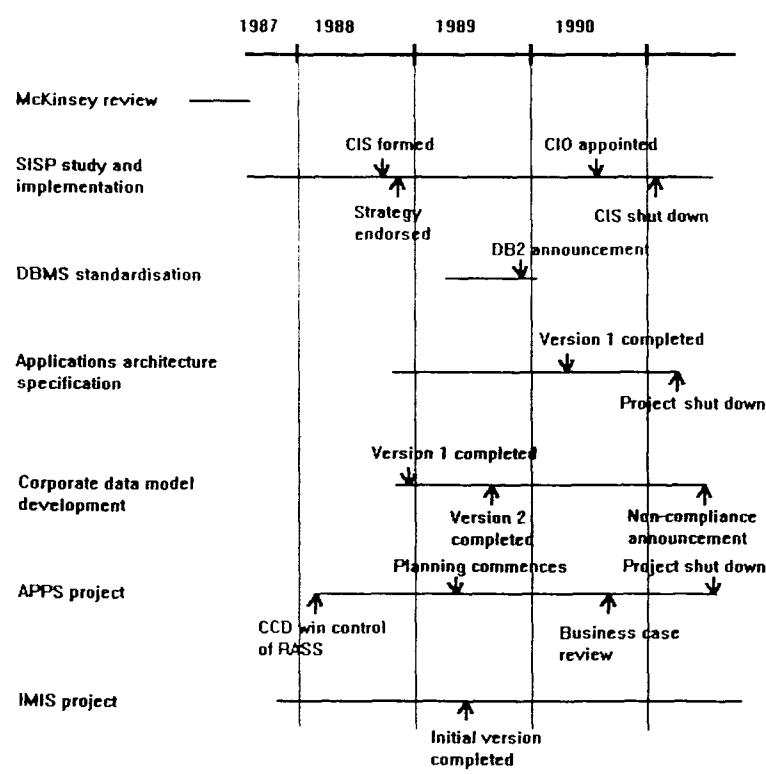 1987 1988 1989 1990
McKinsey review
CIS formed CIO appointed
SISP study and
implementation
Strategy
endorsed
CIS shut down
DB2 announcement
DBMS standardisation
Version 1 completed
Applications architecture
specification
Project shut down
Version 1 completed
Corporate data model
development
Version 2
completed
Non-compliance
announcement
Planning commences Project shut down
APPS project
CCD win control
of RASS
Business case
review
IMIS project
Initial version
completed